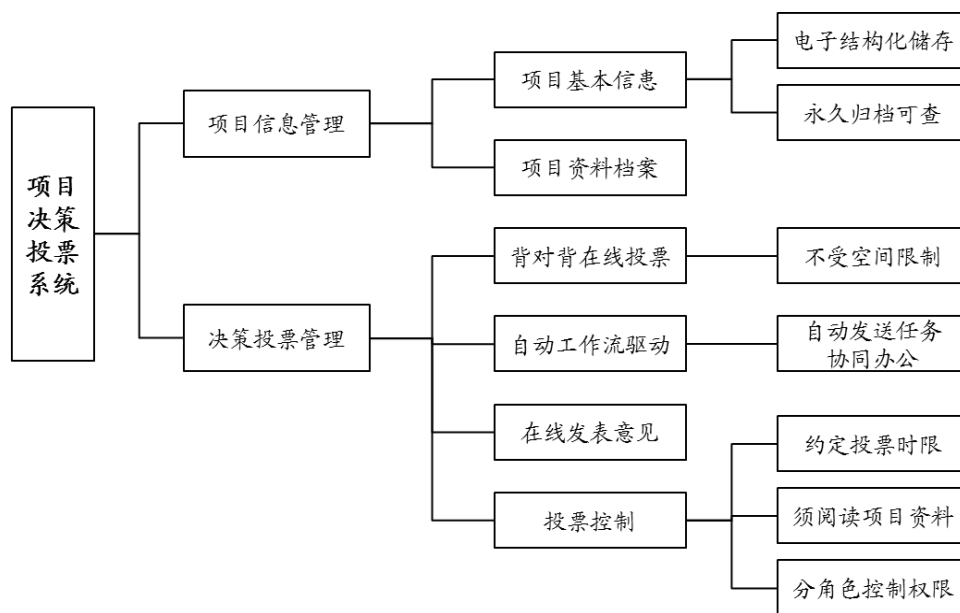 项目
决策
投票
系统
项目信息管理
项目基本信息
电子结构化储存
永久归档可查
项目资料档案
决策投票管理
背对背在线投票
不受空间限制
自动工作流驱动
自动发送任务
协同办公
在线发表意见
投票控制
约定投票时限
须阅读项目资料
分角色控制权限